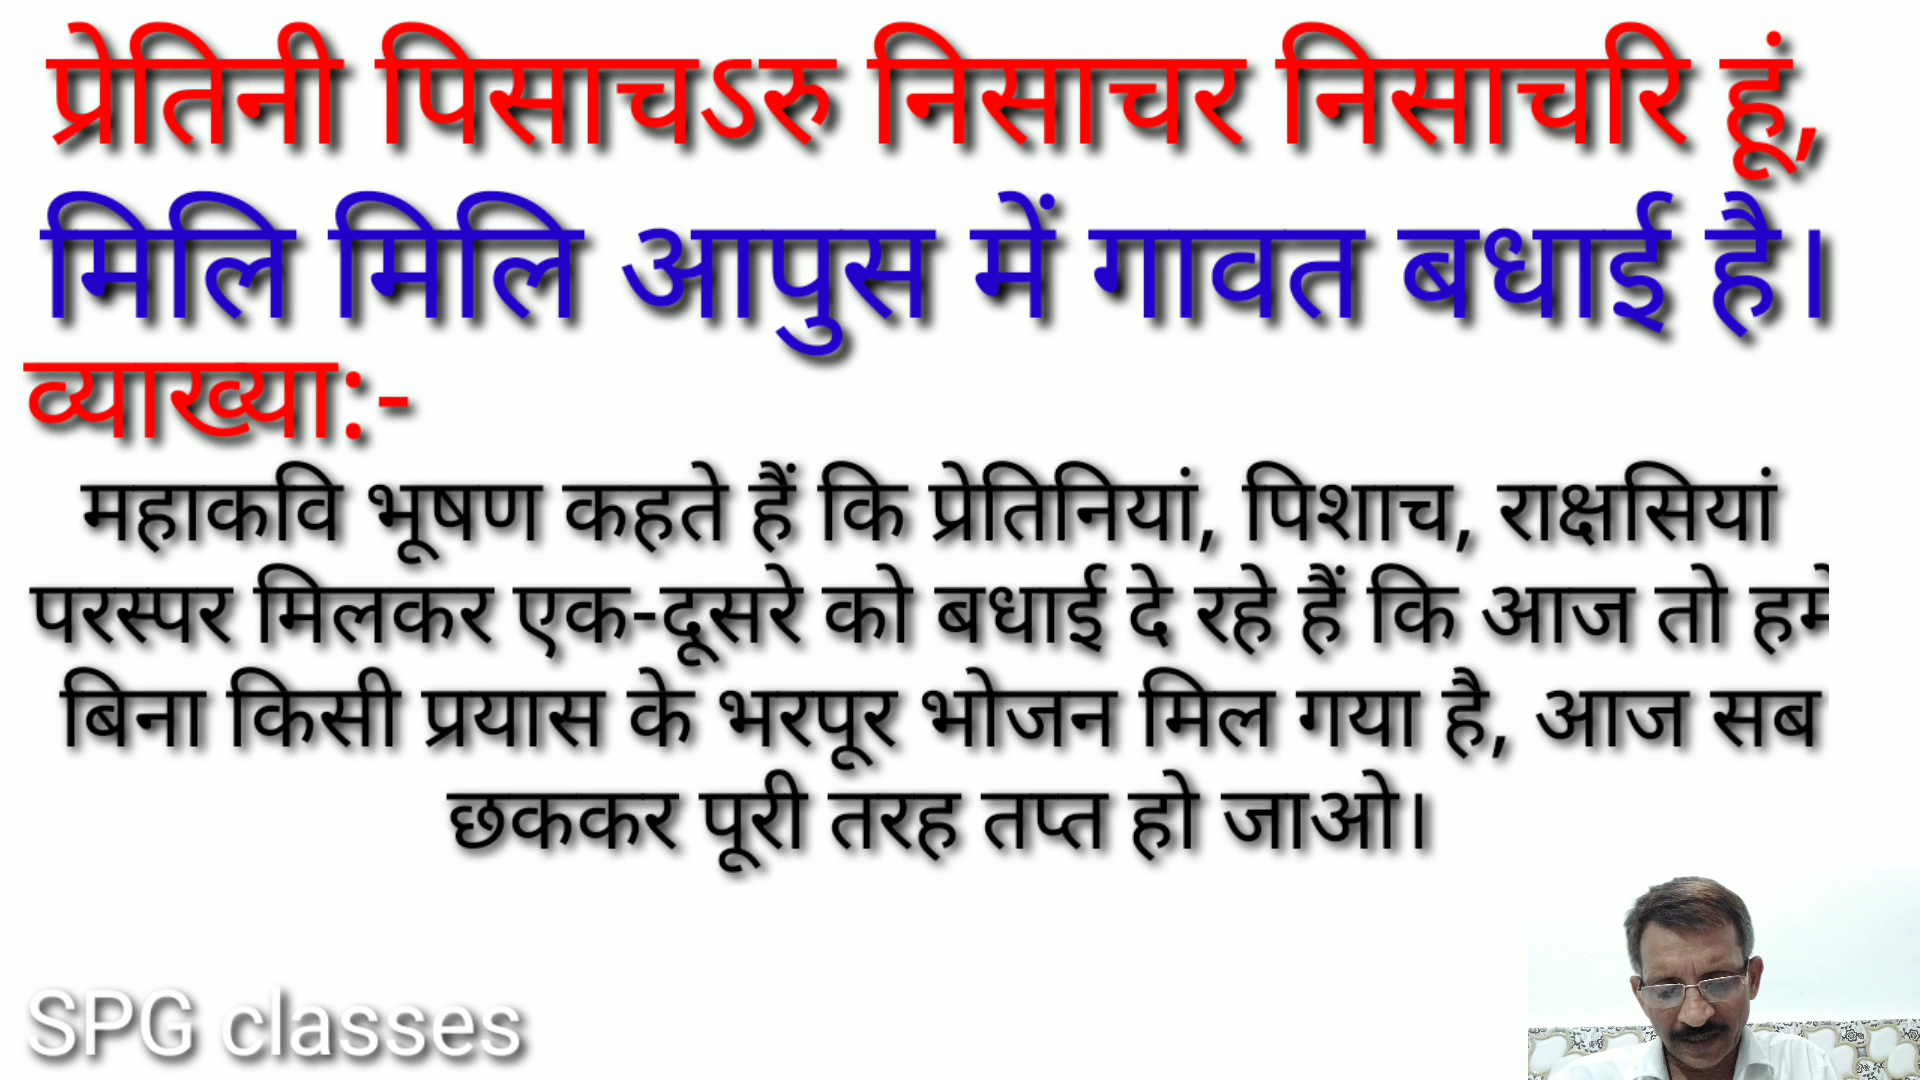 प्रेतिनी पिसाचऽरु निसाचर निसाचरि हूं,
मिलि मिलि आपुस में गावत बधाई है।
व्याख्या:-
महाकवि भूषण कहते हैं कि प्रेतिनियां, पिशाच, राक्षसियां
परस्पर मिलकर एक-दूसरे को बधाई दे रहे हैं कि आज तो
बिना किसी प्रयास के भरपूर भोजन मिल गया है, आज सब
छककर पूरी तरह तप्त हो जाओ।
SPG classes